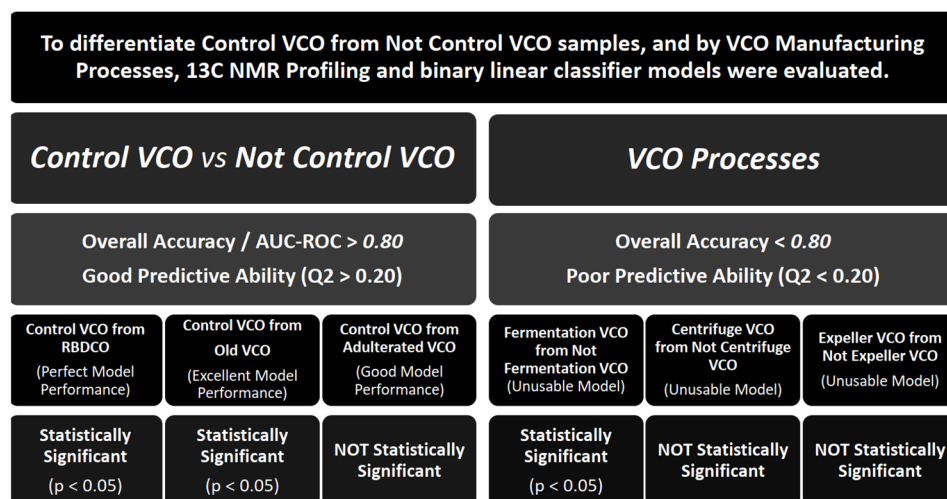 To differentiate Control VCO from Not Control VCO samples, and by VCO Manufacturing
Processes, 13C NMR Profiling and binary linear classifier models were evaluated.
Control VCO vs Not Control VCO
Overall Accuracy / AUC-ROC > 0.80
Good Predictive Ability (Q2 > 0.20)
Control VCO from
RBDCO
(Perfect Model
Performance)
Control VCO from
Old VCO
(Excellent Model
Performance)
Control VCO from
Adulterated VCO
(Good Model
Performance)
Statistically
Significant
(p < 0.05)
Statistically
Significant
(p < 0.05)
NOT Statistically
Significant
VCO Processes
Overall Accuracy < 0.80
Poor Predictive Ability (Q2 < 0.20)
Fermentation VCO
from Not
Fermentation VCO
(Unusable Model)
Centrifuge VCO
from Not Centrifuge
VCO
(Unusable Model)
Expeller VCO from
Not Expeller VCO
(Unusable Model)
Statistically
Significant
(p < 0.05)
NOT Statistically
Significant
NOT Statistically
Significant